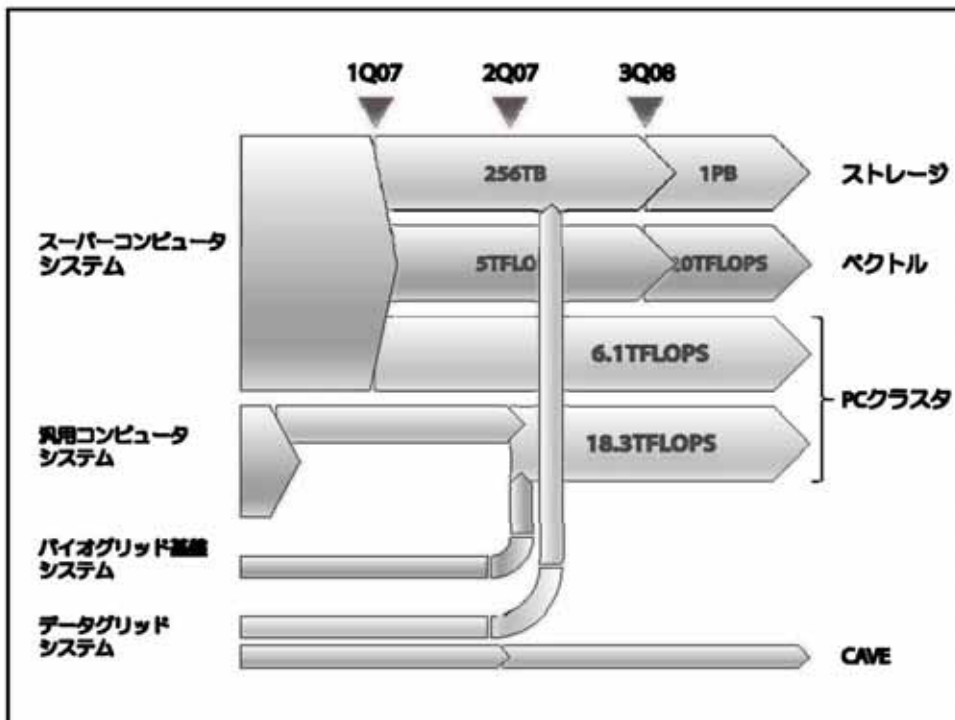 1Q07 2Q07 3Q08
256TB 1PB ストレージ
スーパーコンピュータ
システム
5TFLO 20TFLOPS ベクトル
6.1TFLOPS
PCクラスタ
汎用コンピュータ
システム
18.3TFLOPS
バイオグリッド基盤
システム
データグリッド
システム
CAVE